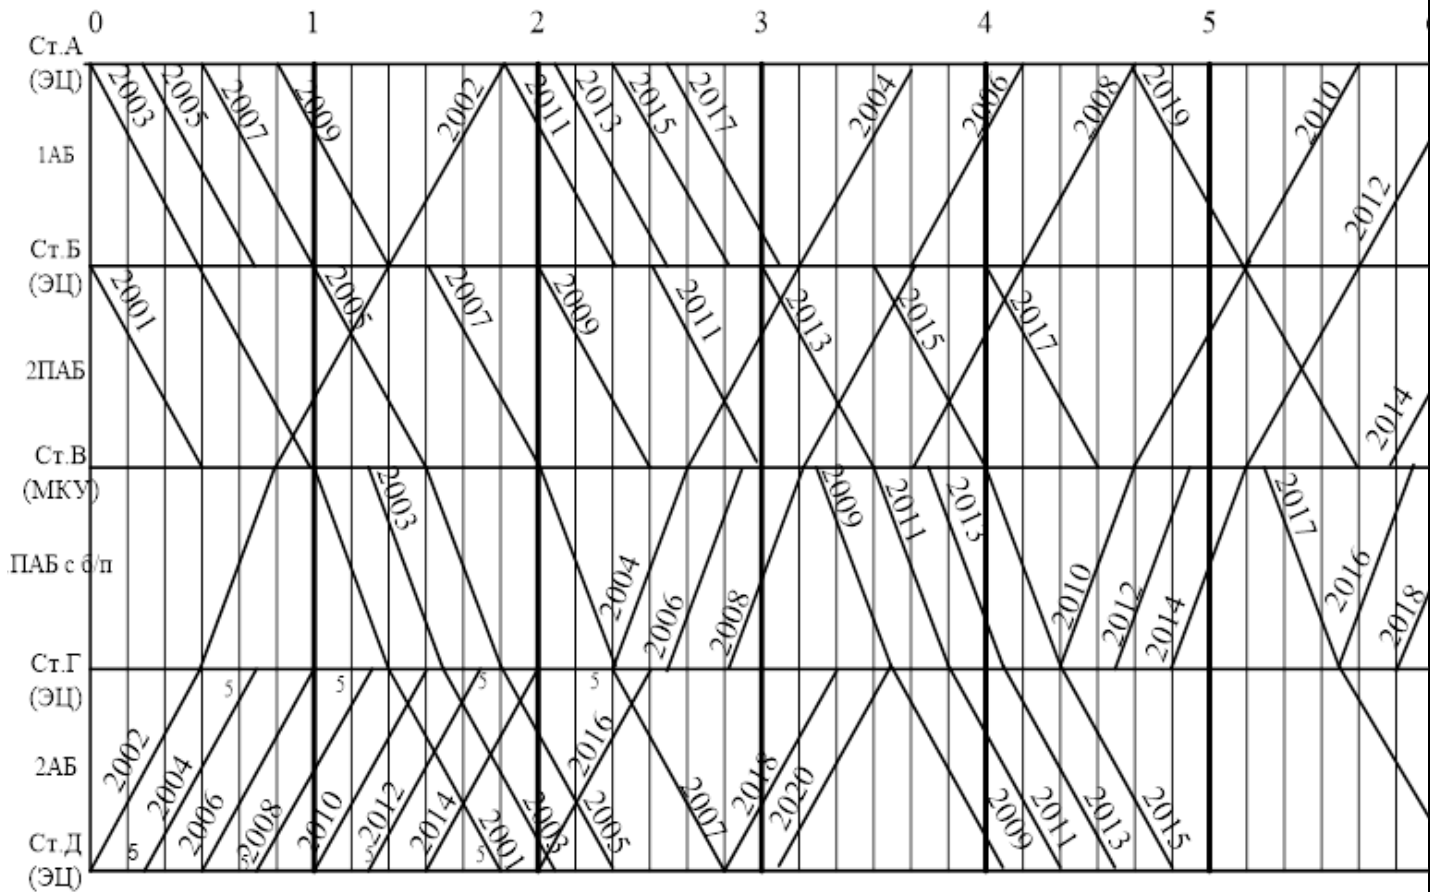 0 1 2 3 4 5
Ст.А
(ЭЦ)
2003 2005 2007 2009 2002 2011 2013 2015 2017 2004 2006 2008 2019 2010
1АБ
2012
Ст.Б
(ЭЦ)
2001 2005 2007 2009 2011 2013 2015 2017
2ПАБ
2014
Ст.В
(МКУ)
2003 2009 2011 2013 2017
ПАБ с б/п
2004 2006 2008 2010 2012 2014 2016 2018
Ст.Г
(ЭЦ)
5 5 5 5
2АБ
2002 2004 2006 2008 2010 2012 2014 2001 2003 2016 2005 2007 2018 2020 2009 2011 2013 2015
Ст.Д
5 5 5 5
(ЭЦ)